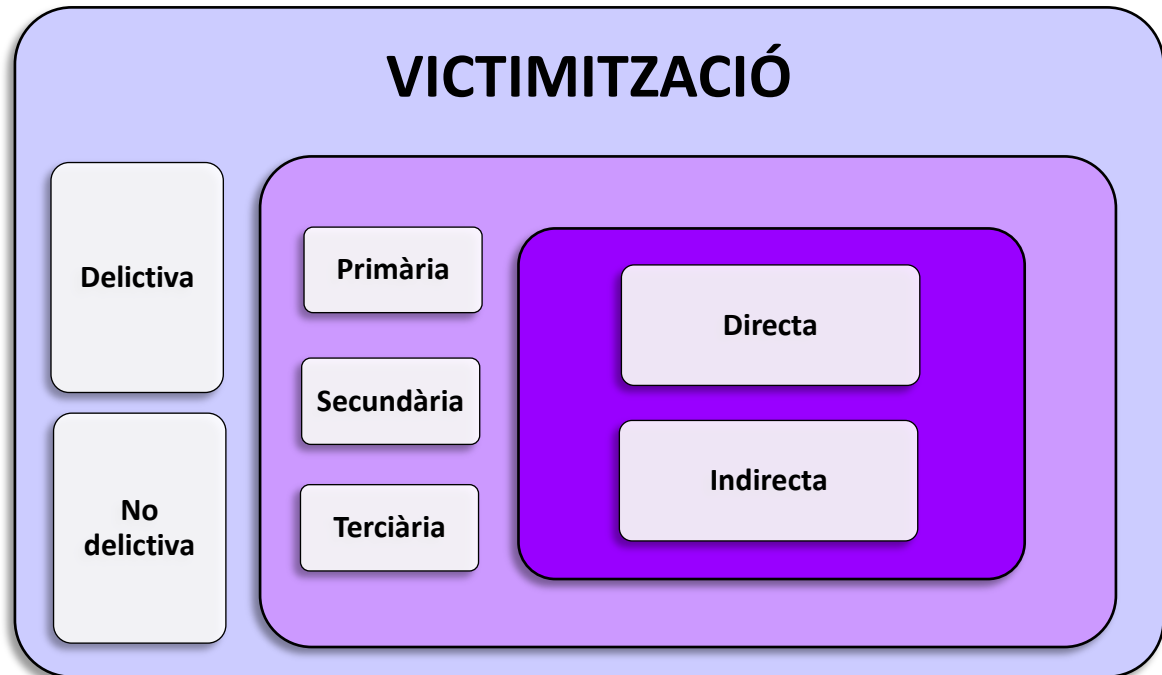 VICTIMITZACIÓ
Delictiva
No
delictiva
Primària
Secundària
Terciària
Directa
Indirecta